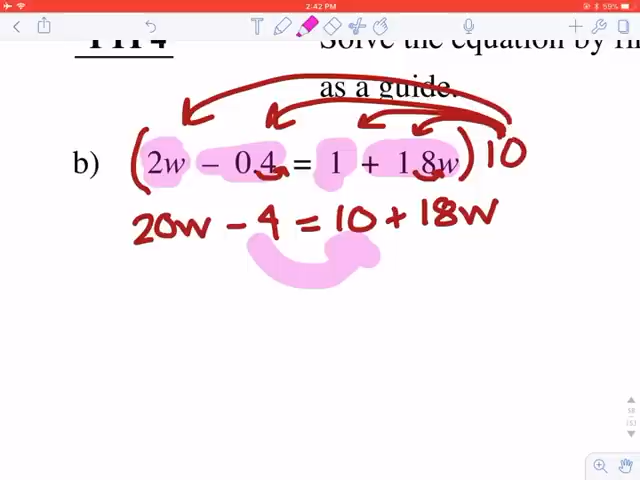 2:42 PM
59%
Solve the equation by
as a guide.
b) (2w – 0.4 = 1 + 1.8w) 10
20w - 4 = 10 + 18w